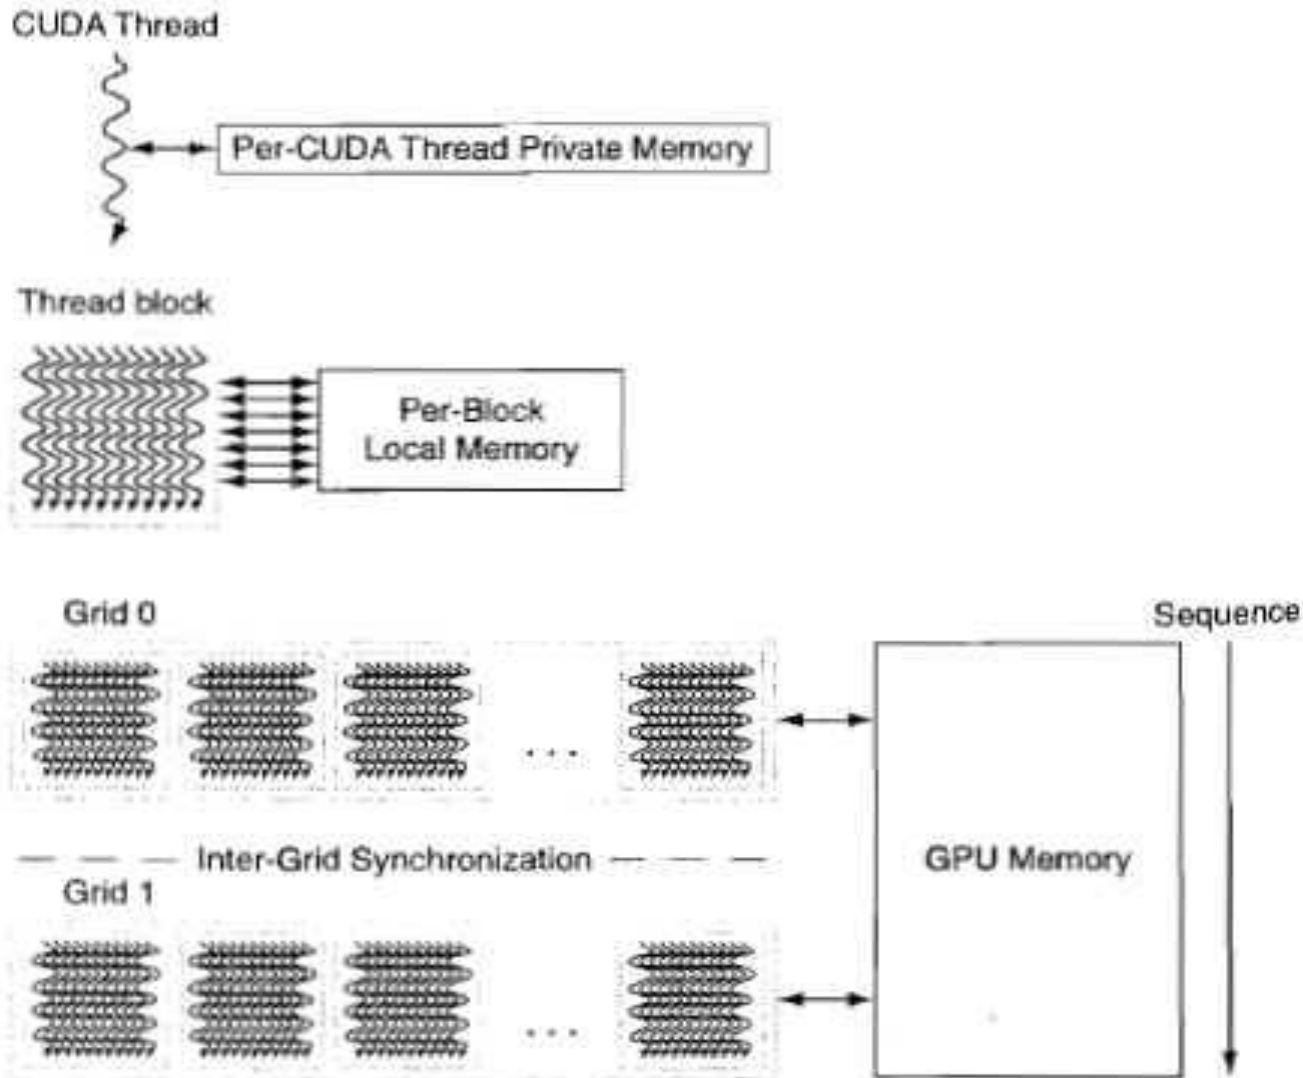 CUDA Thread
Per-CUDA Thread Private Memory
Thread block
Per-Block
Local Memory
Grid 0
Sequence
. . .
Inter-Grid Synchronization
GPU Memory
Grid 1
. . .